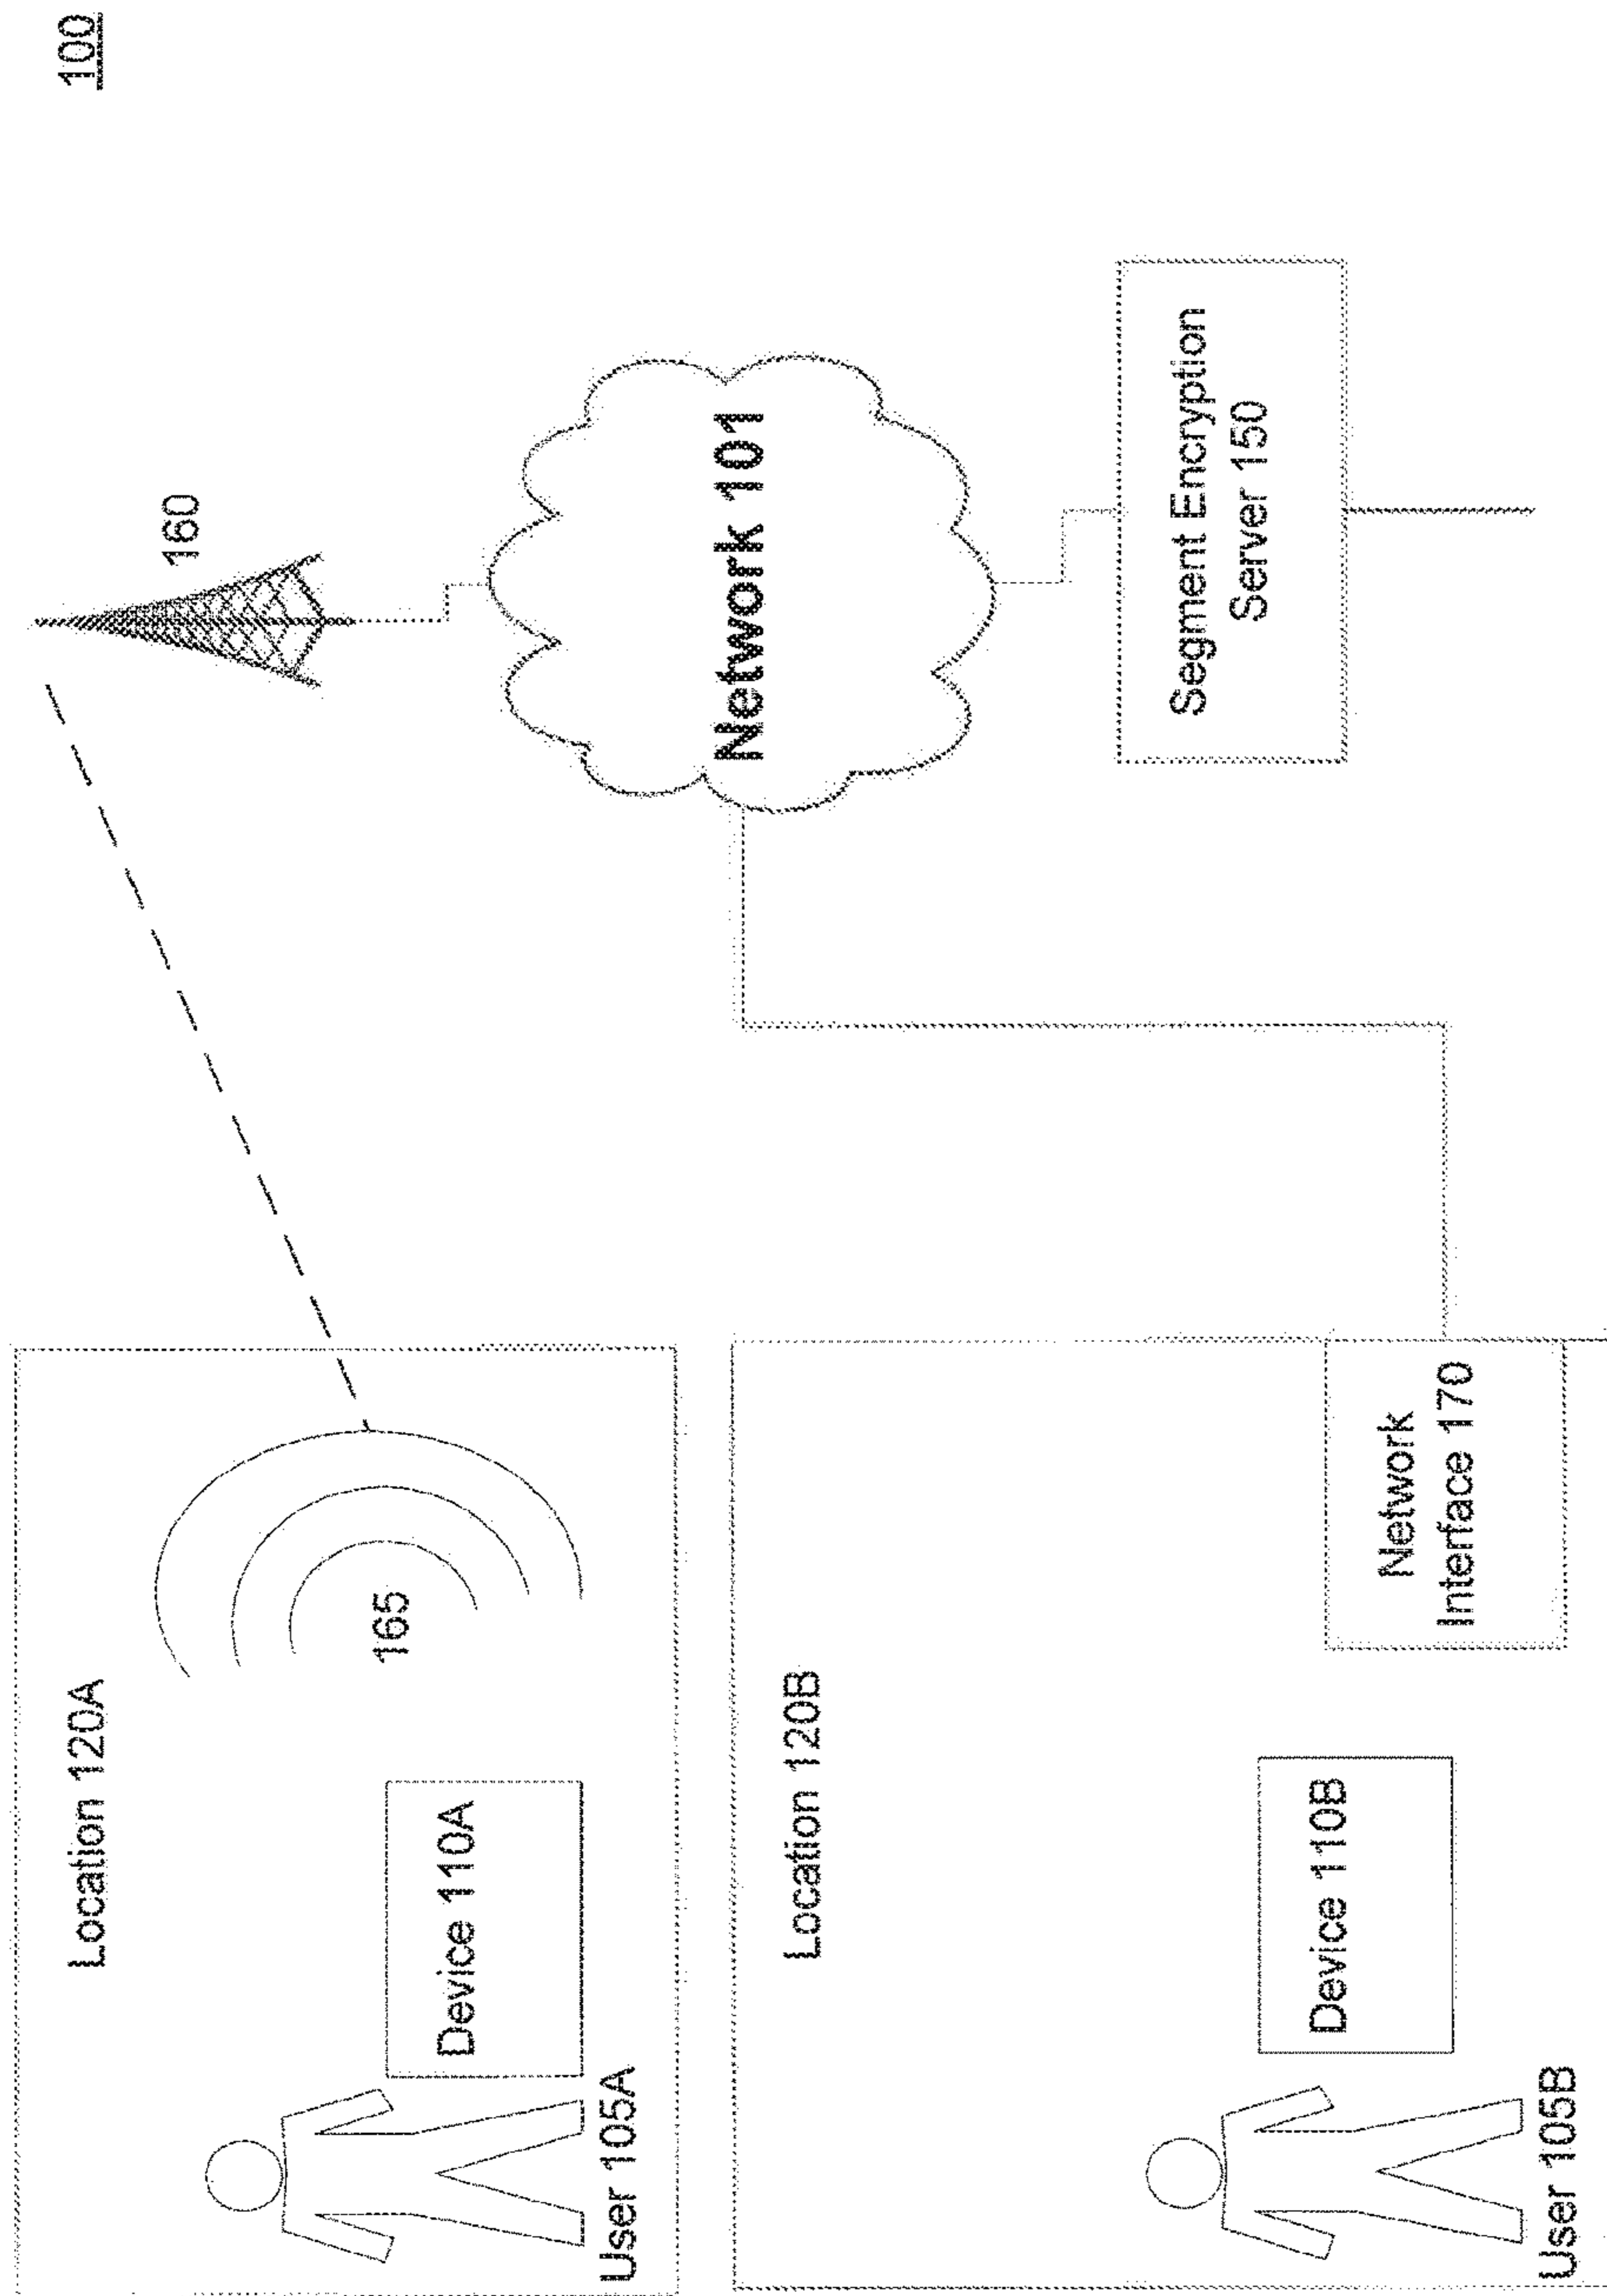 100
160
Location 120A
165
Device 110A
User 105A
Network 101
Location 120B
Segment Encryption
Server 150
Network
Interface 170
Device 110B
User 105B